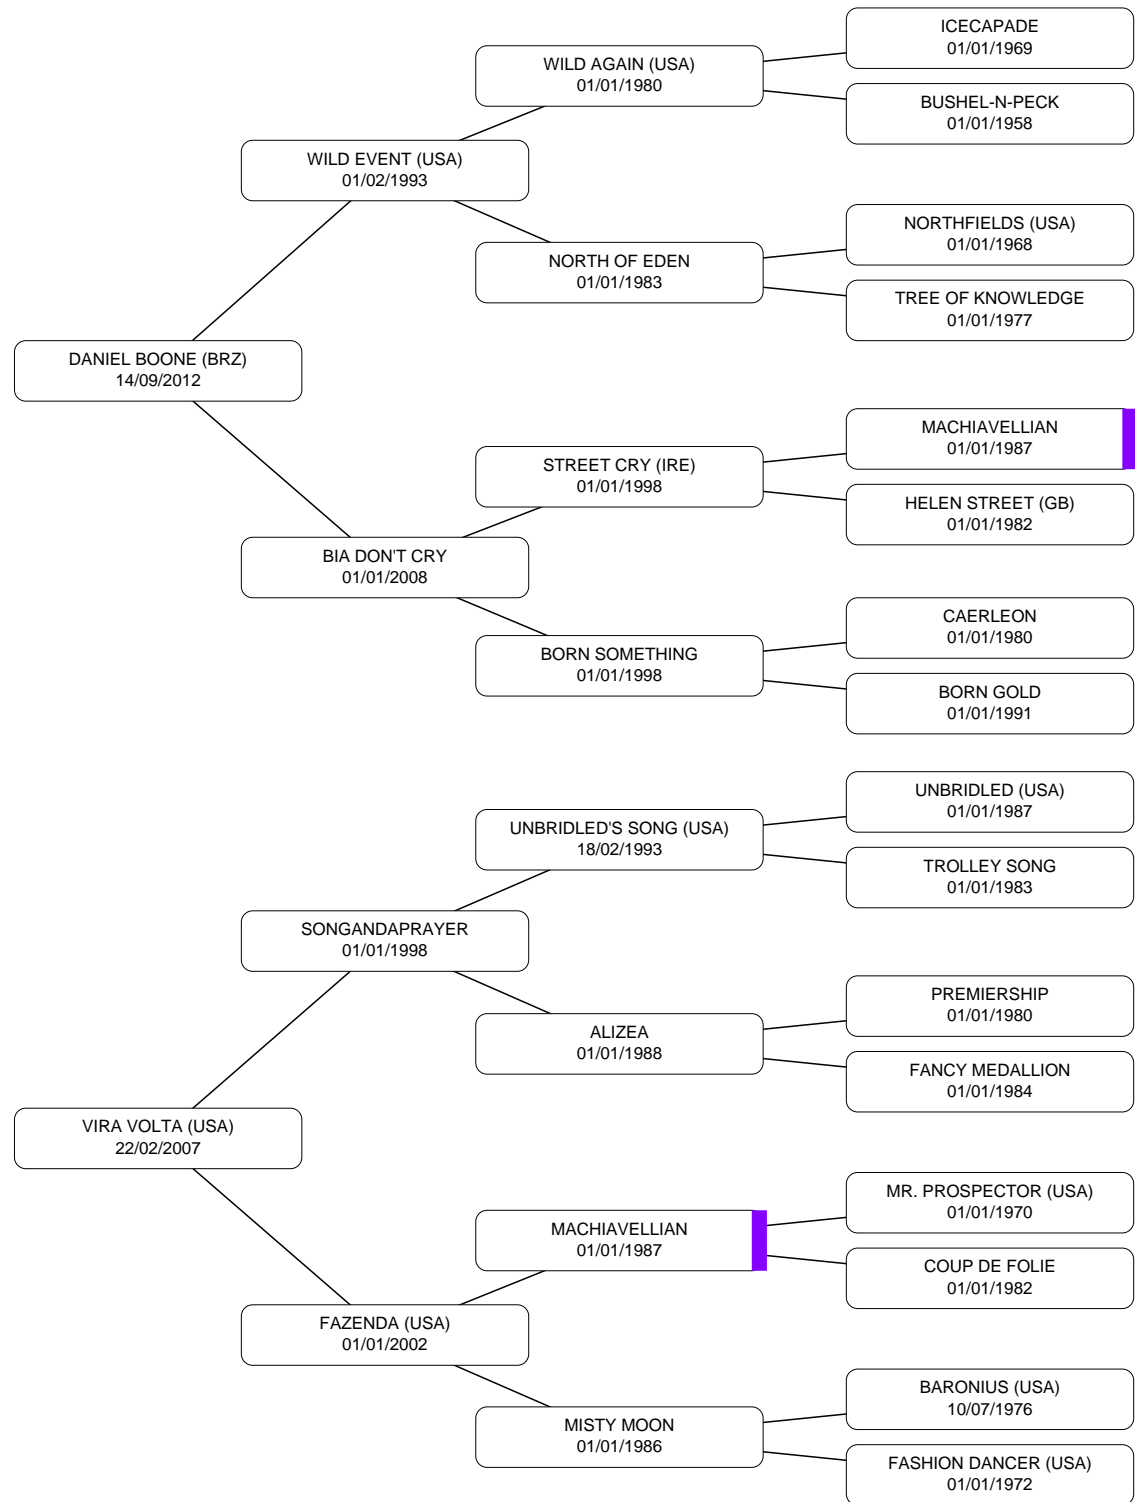 ICECAPADE
01/01/1969
WILD AGAIN (USA)
01/01/1980
BUSHEL-N-PECK
01/01/1958
WILD EVENT (USA)
01/02/1993
NORTHFIELDS (USA)
01/01/1968
NORTH OF EDEN
01/01/1983
TREE OF KNOWLEDGE
01/01/1977
DANIEL BOONE (BRZ)
14/09/2012
MACHIAVELLIAN
01/01/1987
STREET CRY (IRE)
01/01/1998
HELEN STREET (GB)
01/01/1982
BIA DON'T CRY
01/01/2008
CAERLEON
01/01/1980
BORN SOMETHING
01/01/1998
BORN GOLD
01/01/1991
UNBRIDLED (USA)
01/01/1987
UNBRIDLED'S SONG (USA)
18/02/1993
TROLLEY SONG
01/01/1983
SONGANDAPRAYER
01/01/1998
PREMIERSHIP
01/01/1980
ALIZEA
01/01/1988
FANCY MEDALLION
01/01/1984
VIRA VOLTA (USA)
22/02/2007
MR. PROSPECTOR (USA)
01/01/1970
MACHIAVELLIAN
01/01/1987
COUP DE FOLIE
01/01/1982
FAZENDA (USA)
01/01/2002
BARONIUS (USA)
10/07/1976
MISTY MOON
01/01/1986
FASHION DANCER (USA)
01/01/1972